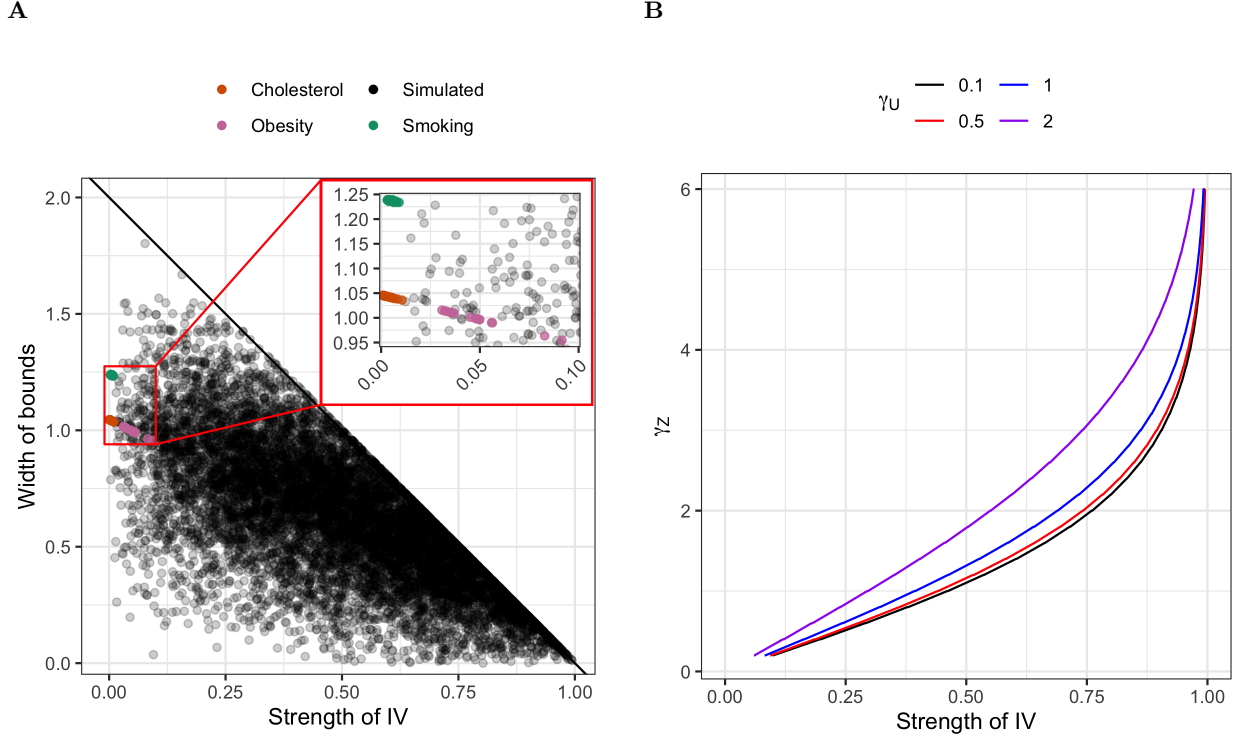 A
B
Cholesterol Simulated
Obesity Smoking
γU
0.1 1
0.5 2
2.0
1.5
1.0
0.5
0.0
Width of bounds
0.00 0.25 0.50 0.75 1.00
Strength of IV
1.25
1.20
1.15
1.10
1.05
1.00
0.95
0.00 0.05 0.10
6
4
2
0
γZ
0.00 0.25 0.50 0.75 1.00
Strength of IV